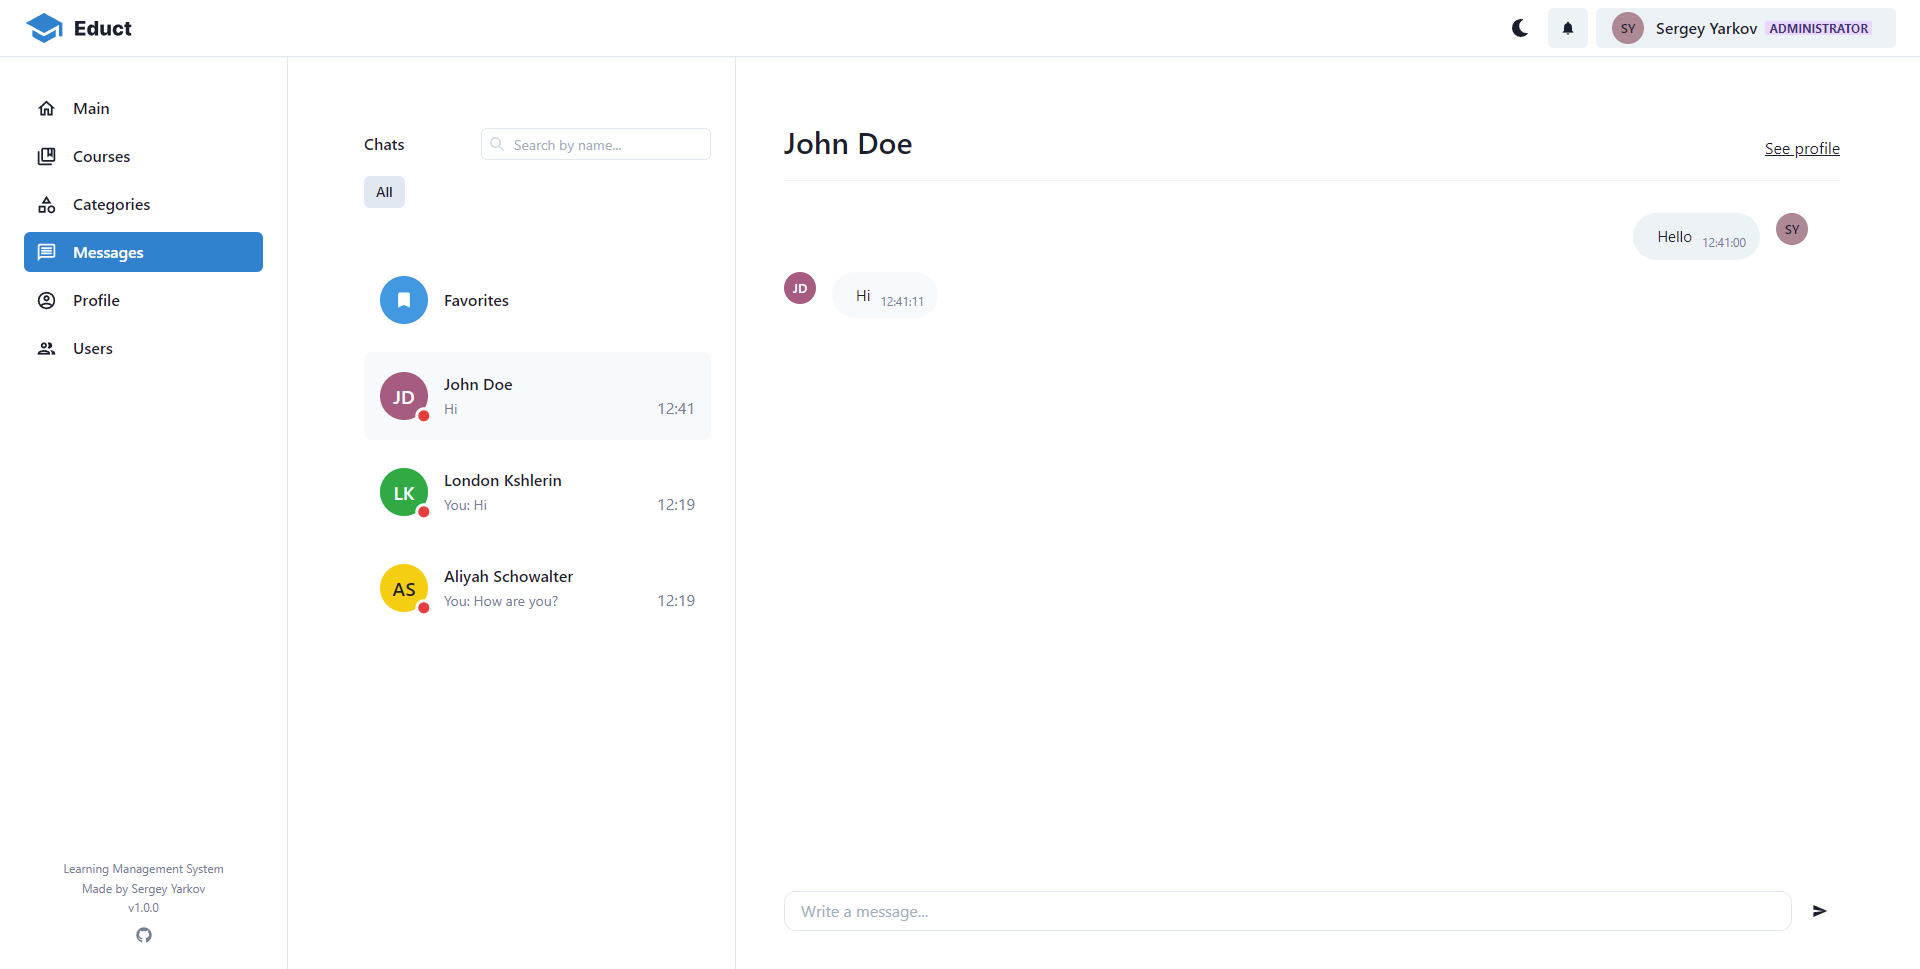 Educt
SY Sergey Yarkov ADMINISTRATOR
Main
Courses
Categories
Messages
Profile
Users
Learning Management System
Made by Sergey Yarkov
v1.0.0
Chats
Search by name...
All
Favorites
JD John Doe
Hi 12:41
LK London Kshlerin
You: Hi 12:19
AS Aliyah Schowalter
You: How are you? 12:19
John Doe
See profile
Hello 12:41:00 SY
JD Hi 12:41:11
Write a message...